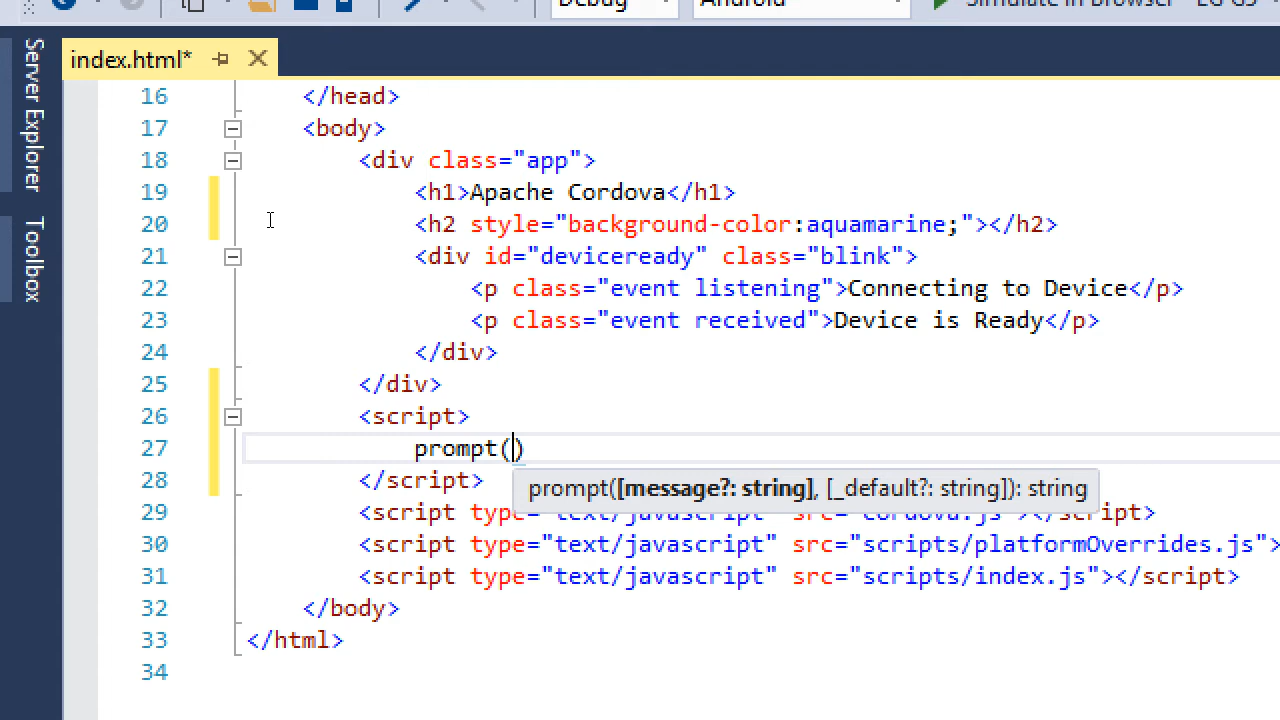 Debug Android Simulate in Browser - LG G5
index.html*
Server Explorer
Toolbox
16 </head>
17 <body>
18 <div class="app">
19 <h1>Apache Cordova</h1>
20 <h2 style="background-color:aquamarine;"></h2>
21 <div id="deviceready" class="blink">
22 <p class="event listening">Connecting to Device</p>
23 <p class="event received">Device is Ready</p>
24 </div>
25 </div>
26 <script>
27 prompt()
28 </script>
prompt([message?: string], [_default?: string]): string
29 <script type="text/javascript" src="cordova.js"></script>
30 <script type="text/javascript" src="scripts/platformOverrides.js">
31 <script type="text/javascript" src="scripts/index.js"></script>
32 </body>
33 </html>
34